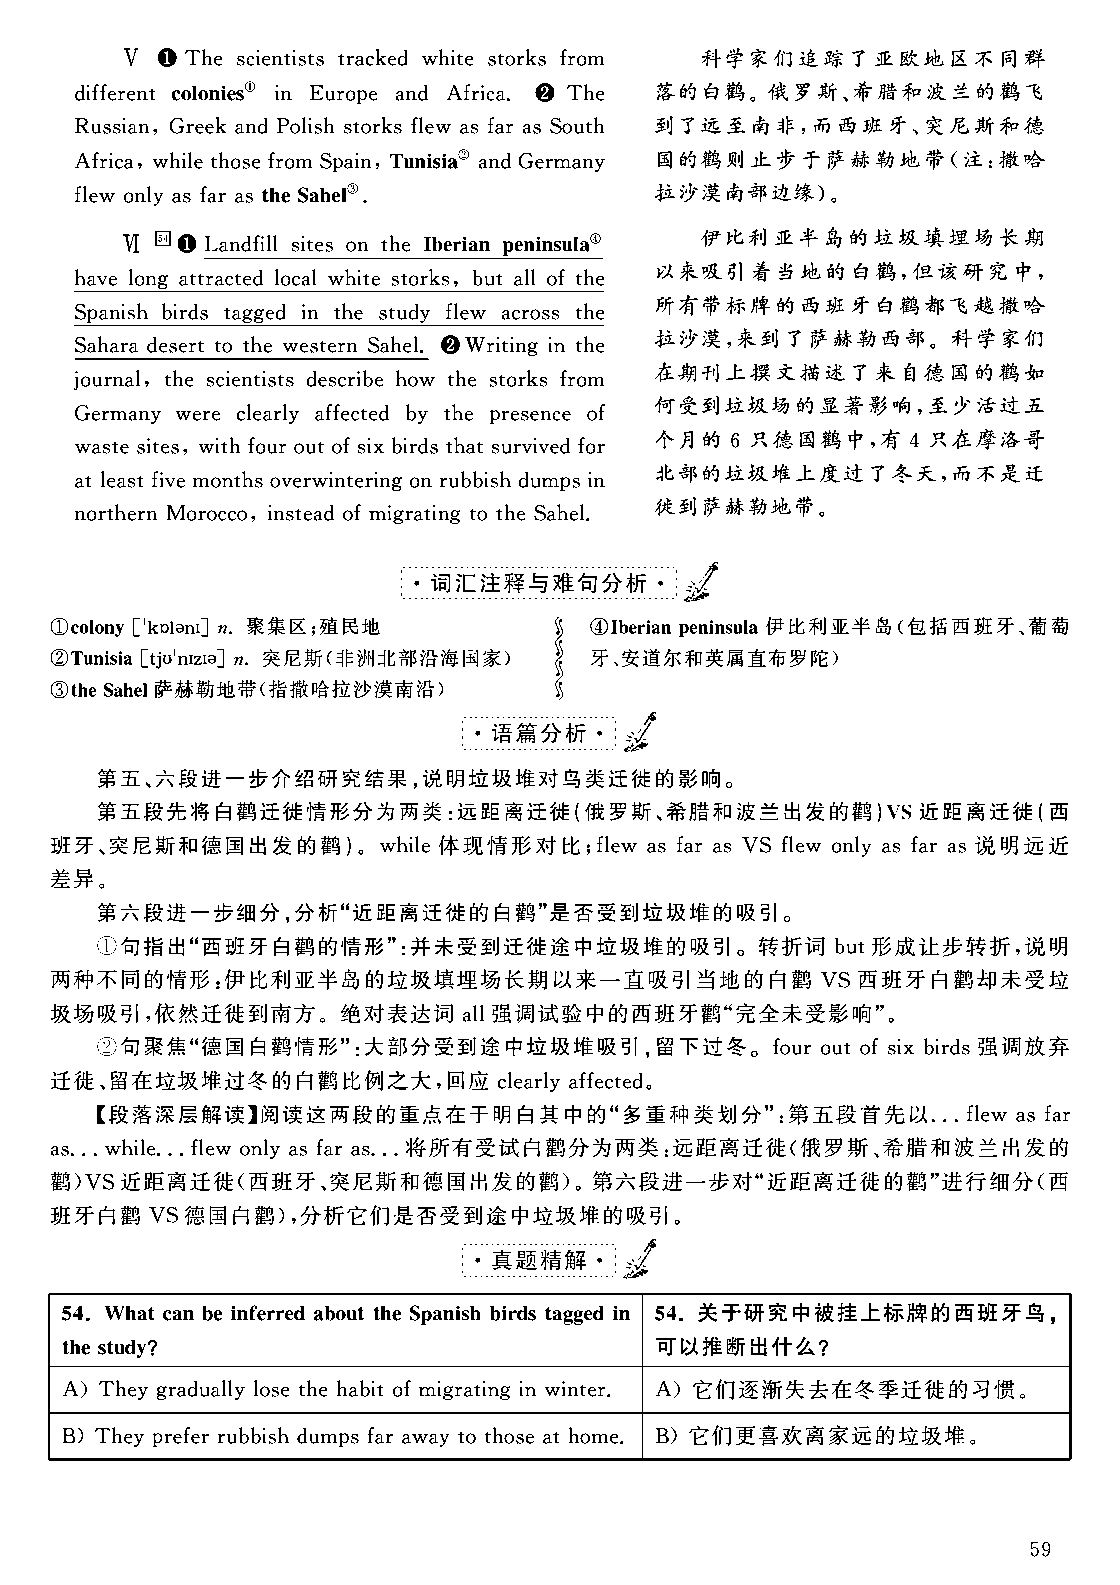 Ⅴ ❶ The scientists tracked white storks from
different colonies① in Europe and Africa. ❷ The
Russian, Greek and Polish storks flew as far as South
Africa, while those from Spain, Tunisia② and Germany
flew only as far as the Sahel③.
科学家们追踪了亚欧地区不同群
落的白鹳。俄罗斯、希腊和波兰的鹳飞
到了远至南非,而西班牙、突尼斯和德
国的鹳则止步于萨赫勒地带(注:撒哈
拉沙漠南部边缘)。
Ⅵ 54 ❶ Landfill sites on the Iberian peninsula④
have long attracted local white storks, but all of the
Spanish birds tagged in the study flew across the
Sahara desert to the western Sahel. ❷ Writing in the
journal, the scientists describe how the storks from
Germany were clearly affected by the presence of
waste sites, with four out of six birds that survived for
at least five months overwintering on rubbish dumps in
northern Morocco, instead of migrating to the Sahel.
伊比利亚半岛的垃圾填埋场长期
以来吸引着当地的白鹳,但该研究中,
所有带标牌的西班牙白鹳都飞越撒哈
拉沙漠,来到了萨赫勒西部。科学家们
在期刊上撰文描述了来自德国的鹳如
何受到垃圾场的显著影响,至少活过五
个月的 6 只德国鹳中,有 4 只在摩洛哥
北部的垃圾堆上度过了冬天,而不是迁
徙到萨赫勒地带。
·词汇注释与难句分析·
①colony [ˈkɒlənɪ] n. 聚集区;殖民地
②Tunisia [tjʊˈnɪzɪə] n. 突尼斯(非洲北部沿海国家)
③the Sahel 萨赫勒地带(指撒哈拉沙漠南沿)
④Iberian peninsula 伊比利亚半岛(包括西班牙、葡萄
牙、安道尔和英属直布罗陀)
·语篇分析·
第五、六段进一步介绍研究结果,说明垃圾堆对鸟类迁徙的影响。
第五段先将白鹳迁徙情形分为两类:远距离迁徙(俄罗斯、希腊和波兰出发的鹳)VS 近距离迁徙(西
班牙、突尼斯和德国出发的鹳)。while 体现情形对比;flew as far as VS flew only as far as 说明远近
差异。
第六段进一步细分,分析“近距离迁徙的白鹳”是否受到垃圾堆的吸引。
①句指出“西班牙白鹳的情形”:并未受到迁徙途中垃圾堆的吸引。转折词 but 形成让步转折,说明
两种不同的情形:伊比利亚半岛的垃圾填埋场长期以来一直吸引当地的白鹳 VS 西班牙白鹳却未受垃
圾场吸引,依然迁徙到南方。绝对表达词 all 强调试验中的西班牙鹳“完全未受影响”。
②句聚焦“德国白鹳情形”:大部分受到途中垃圾堆吸引,留下过冬。four out of six birds 强调放弃
迁徙、留在垃圾堆过冬的白鹳比例之大,回应 clearly affected。
【段落深层解读】阅读这两段的重点在于明白其中的“多重种类划分”:第五段首先以... flew as far
as... while... flew only as far as... 将所有受试白鹳分为两类:远距离迁徙(俄罗斯、希腊和波兰出发的
鹳)VS 近距离迁徙(西班牙、突尼斯和德国出发的鹳)。第六段进一步对“近距离迁徙的鹳”进行细分(西
班牙白鹳 VS 德国白鹳),分析它们是否受到途中垃圾堆的吸引。
·真题精解·
54. What can be inferred about the Spanish birds tagged in
the study?
54. 关于研究中被挂上标牌的西班牙鸟,
可以推断出什么?
A) They gradually lose the habit of migrating in winter.
A) 它们逐渐失去在冬季迁徙的习惯。
B) They prefer rubbish dumps far away to those at home.
B) 它们更喜欢离家远的垃圾堆。
59